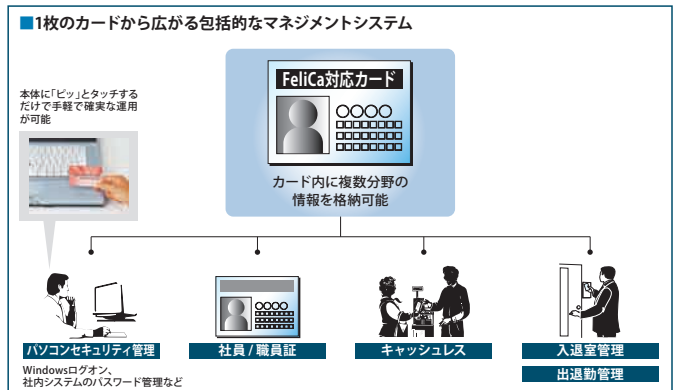 ■1枚のカードから広がる包括的なマネジメントシステム
FeliCa対応カード
カード内に複数分野の
情報を格納可能
本体に「ピッ」とタッチする
だけで手軽で確実な運用
が可能
パソコンセキュリティ管理
Windowsログオン、
社内システムのパスワード管理など
社員/職員証
キャッシュレス
入退室管理
出退勤管理